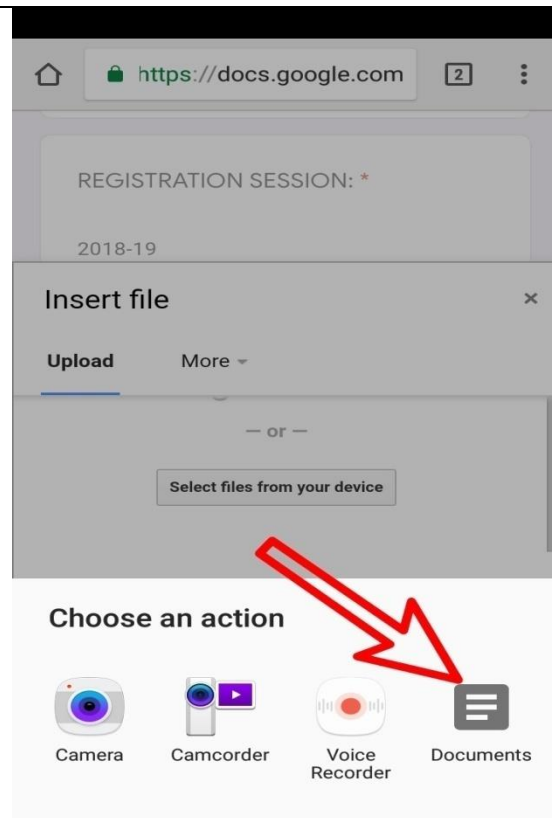 https://docs.google.com
2
REGISTRATION SESSION: *
2018-19
Insert file
×
Upload
More
— or —
Select files from your device
Choose an action
Camera
Camcorder
Voice
Recorder
Documents